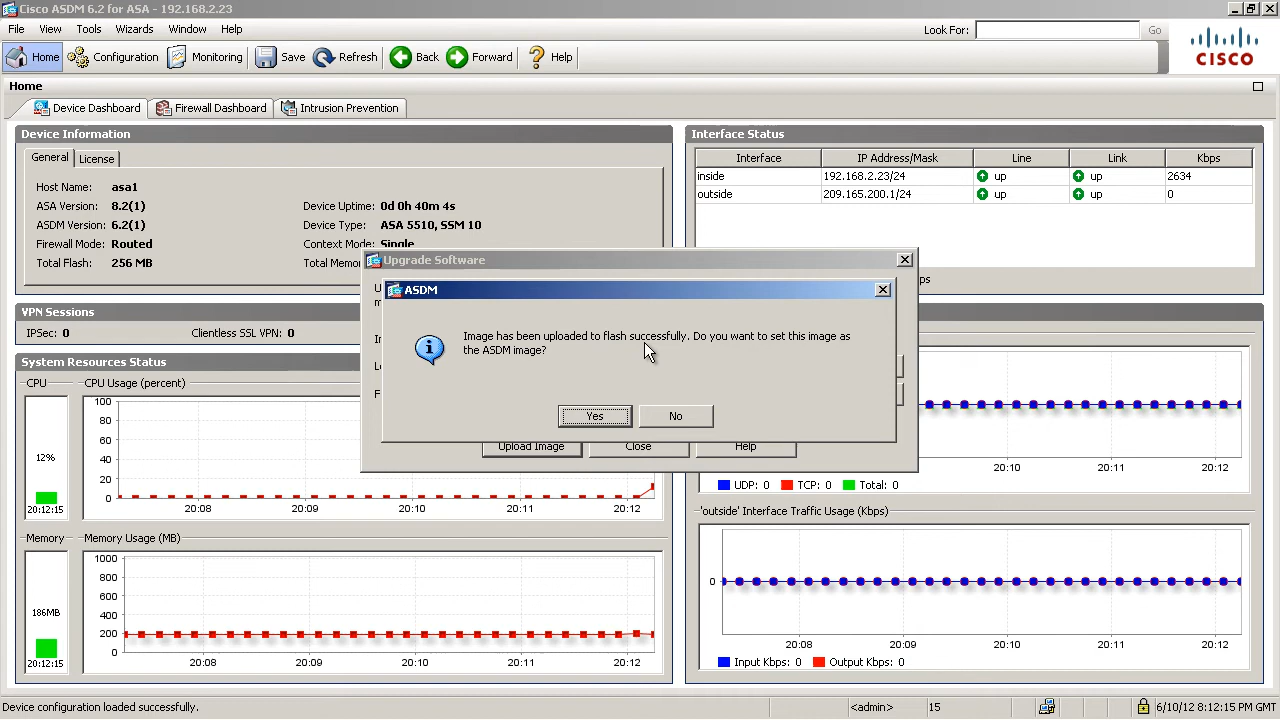 Cisco ASDM 6.2 for ASA - 192.168.2.23
File View Tools Wizards Window Help Look For: Go
Home Configuration Monitoring Save Refresh Back Forward Help
CISCO
Home
Device Dashboard Firewall Dashboard Intrusion Prevention
Device Information
General License
Host Name: asa1
ASA Version: 8.2(1) Device Uptime: 0d 0h 40m 4s
ASDM Version: 6.2(1) Device Type: ASA 5510, SSM 10
Firewall Mode: Routed Context Mode: Single
Total Flash: 256 MB Total Memo
Interface Status
Interface IP Address/Mask Line Link Kbps
inside 192.168.2.23/24 up up 2634
outside 209.165.200.1/24 up up 0
ps
VPN Sessions
IPSec: 0 Clientless SSL VPN: 0
Upgrade Software
ASDM
Image has been uploaded to flash successfully. Do you want to set this image as
the ASDM image?
Yes No
Upload Image Close Help
System Resources Status
CPU CPU Usage (percent)
100
80
60
40
20
0
12%
20:12:15
20:08 20:09 20:10 20:11 20:12
Memory Memory Usage (MB)
1000
800
600
400
200
0
186MB
20:12:15
20:08 20:09 20:10 20:11 20:12
20:10 20:11 20:12
UDP: 0 TCP: 0 Total: 0
'outside' Interface Traffic Usage (Kbps)
0
20:08 20:09 20:10 20:11 20:12
Input Kbps: 0 Output Kbps: 0
Device configuration loaded successfully. <admin> 15 6/10/12 8:12:15 PM GMT